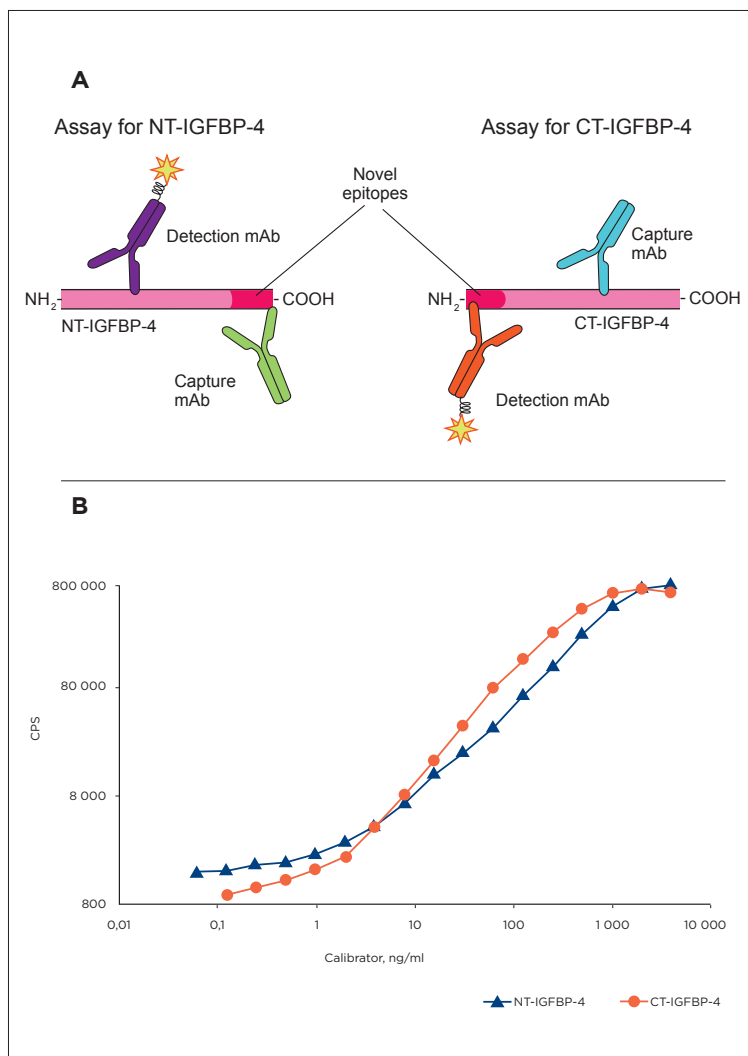 A
Assay for NT-IGFBP-4
Assay for CT-IGFBP-4
Novel
epitopes
Detection mAb
Capture
mAb
NH2-
-COOH
NT-IGFBP-4
NH2-
-COOH
CT-IGFBP-4
Capture
mAb
Detection mAb
B
800 000
80 000
8 000
800
CPS
0,01
0,1
1
10
100
1 000
10 000
Calibrator, ng/ml
NT-IGFBP-4
CT-IGFBP-4